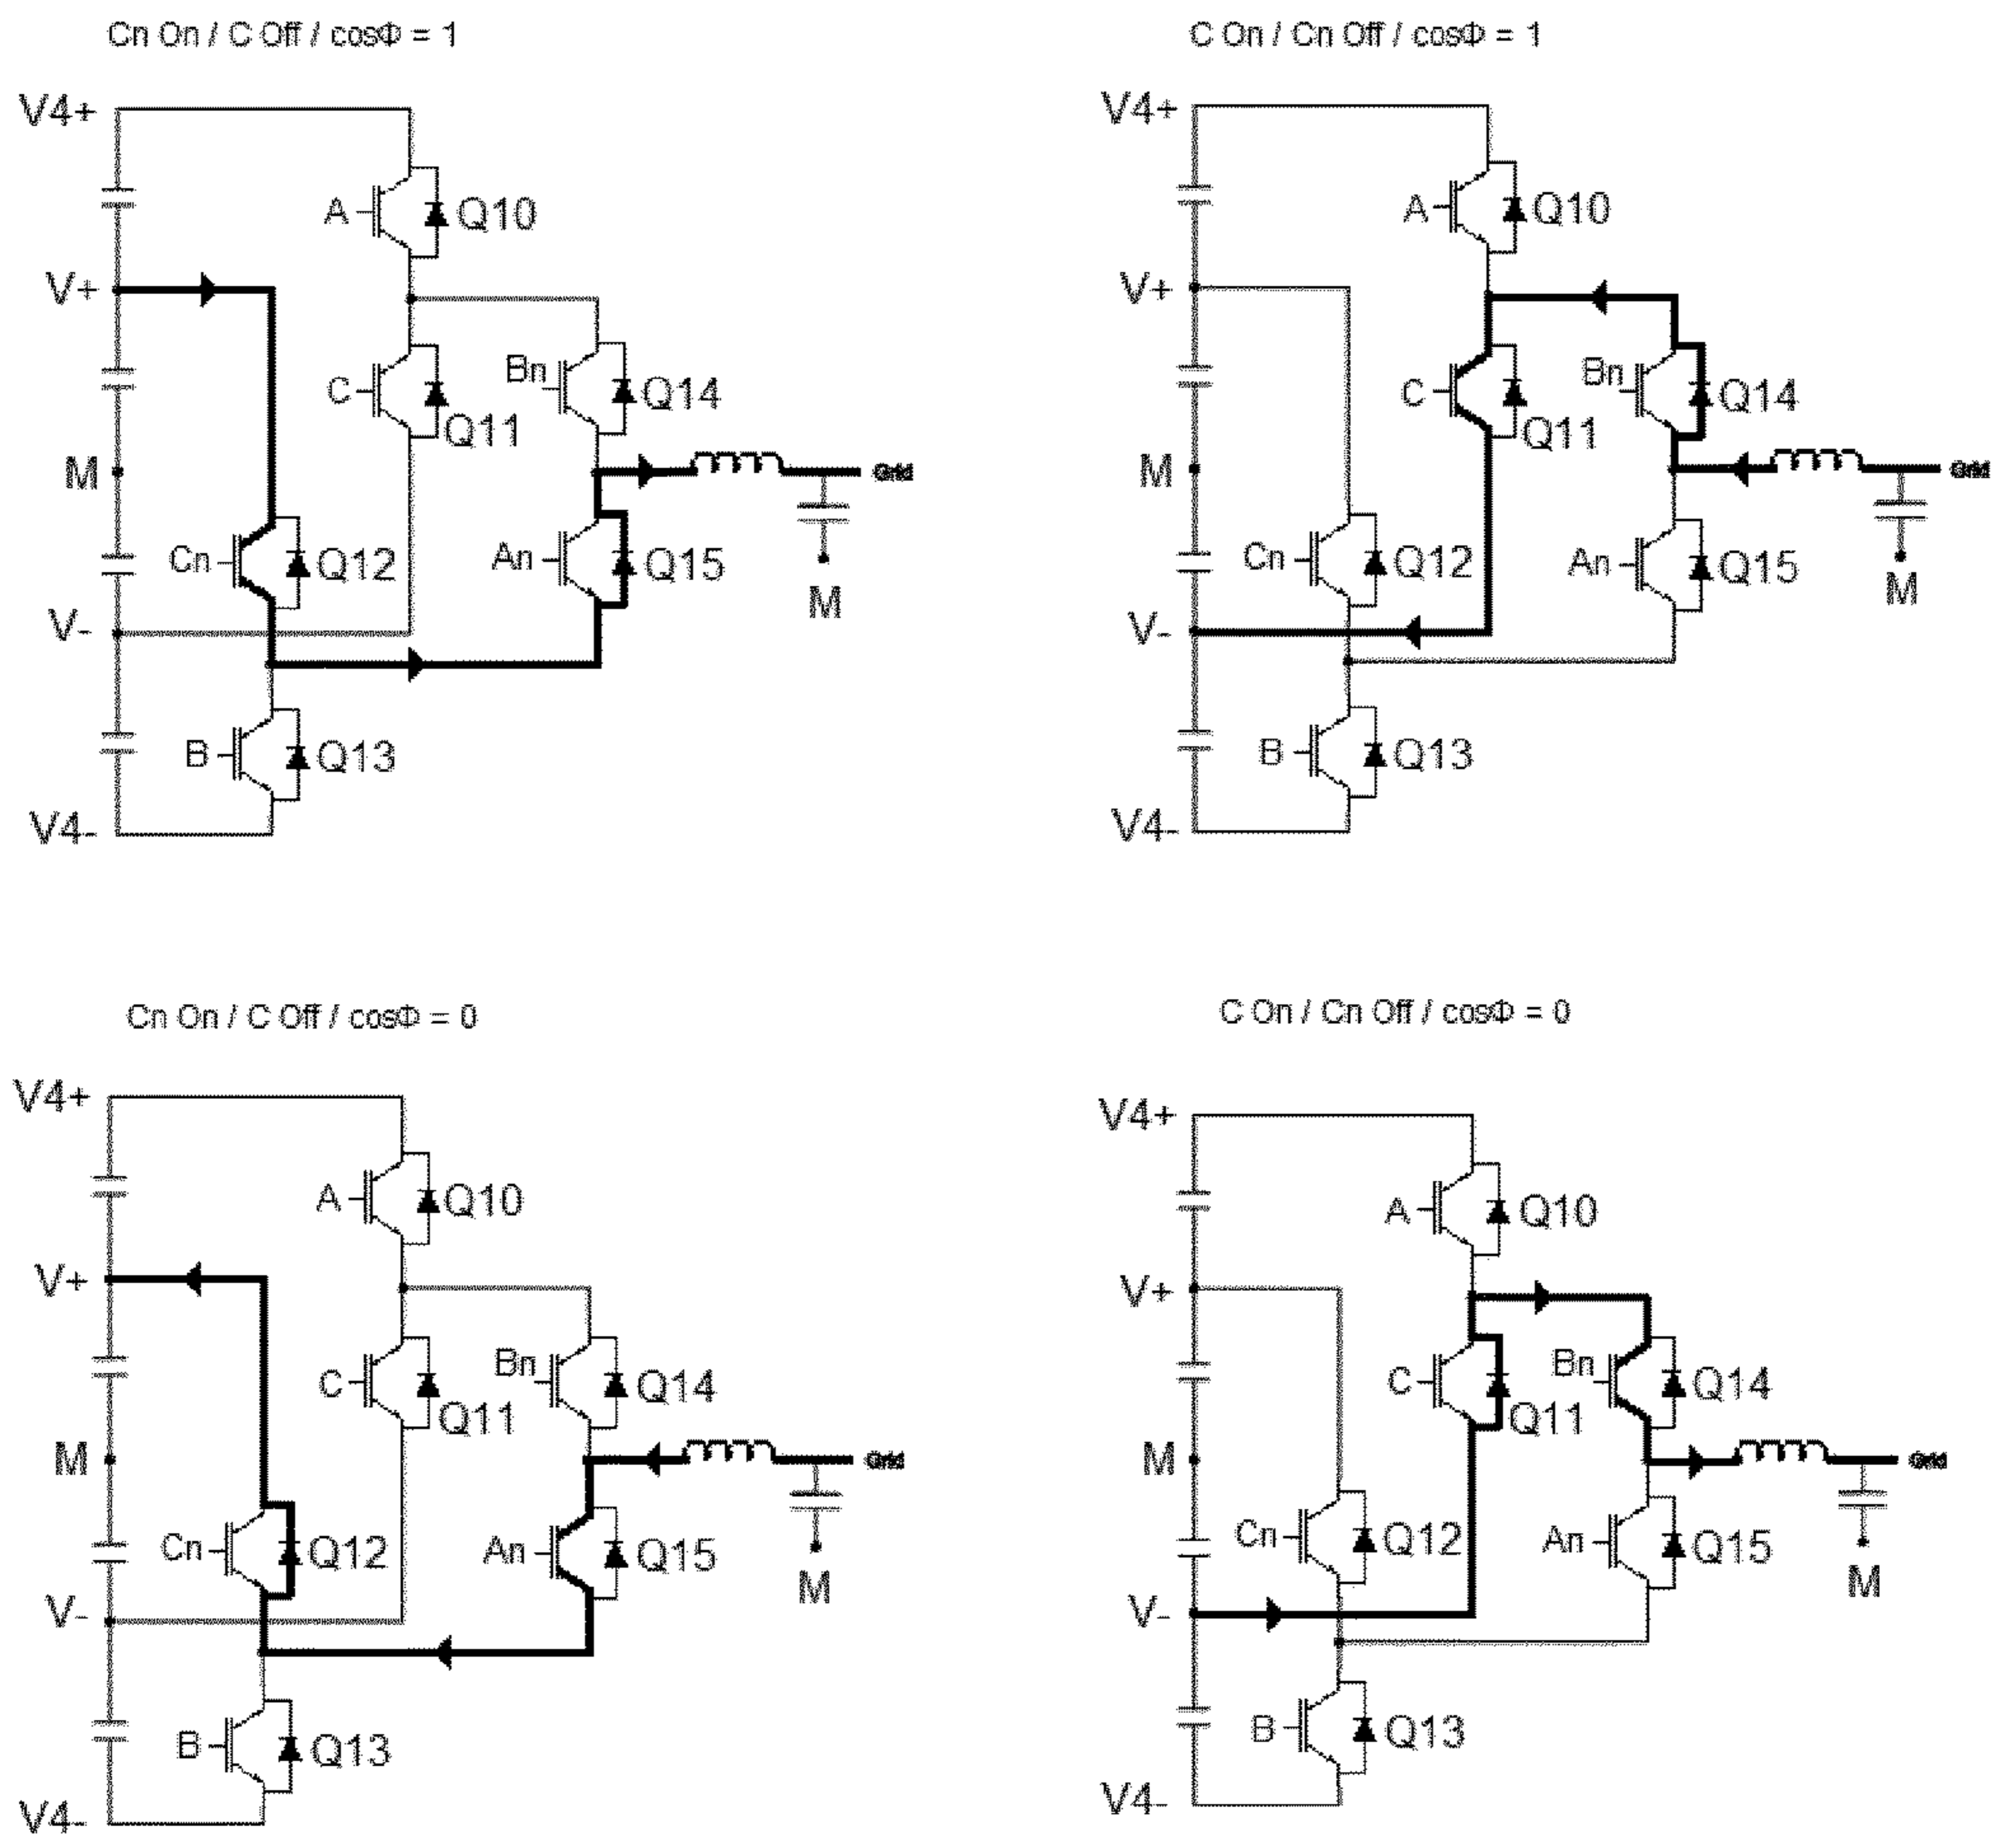 Cn On / C Off / cosΦ = 1
V4+
A
Q10
V+
C
Q11
Bn
Q14
M
Grid
Cn
Q12
An
Q15
M
V-
B
Q13
V4-
C On / Cn Off / cosΦ = 1
V4+
A
Q10
V+
C
Q11
Bn
Q14
M
Grid
Cn
Q12
An
Q15
M
V-
B
Q13
V4-
Cn On / C Off / cosΦ = 0
V4+
A
Q10
V+
C
Q11
Bn
Q14
M
Grid
Cn
Q12
An
Q15
M
V-
B
Q13
V4-
C On / Cn Off / cosΦ = 0
V4+
A
Q10
V+
C
Q11
Bn
Q14
M
Grid
Cn
Q12
An
Q15
M
V-
B
Q13
V4-